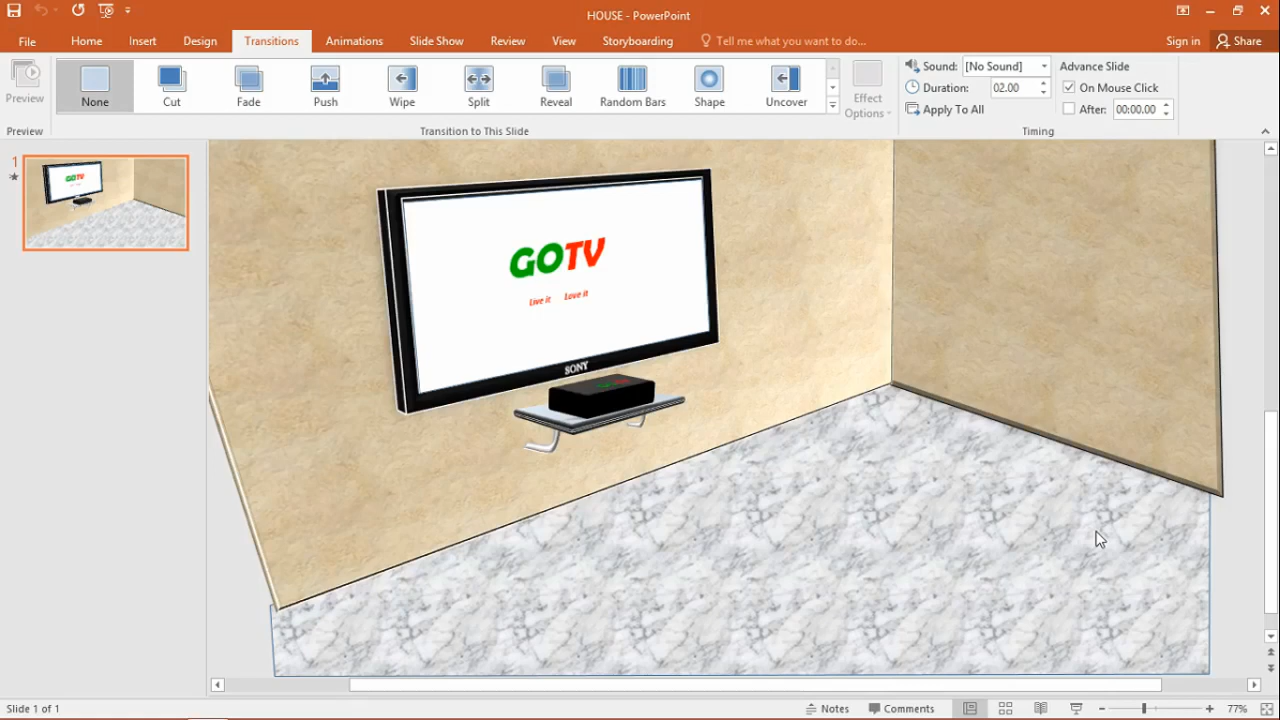 HOUSE - PowerPoint
File Home Insert Design Transitions Animations Slide Show Review View Storyboarding Tell me what you want to do... Sign in Share
Preview None Cut Fade Push Wipe Split Reveal Random Bars Shape Uncover Effect Options
Sound: [No Sound] Advance Slide
Duration: 02.00 On Mouse Click
Apply To All After: 00:00.00
Preview Transition to This Slide Timing
1
GOTV
GOTV
Live it Love it
SONY
Slide 1 of 1 Notes Comments 77%